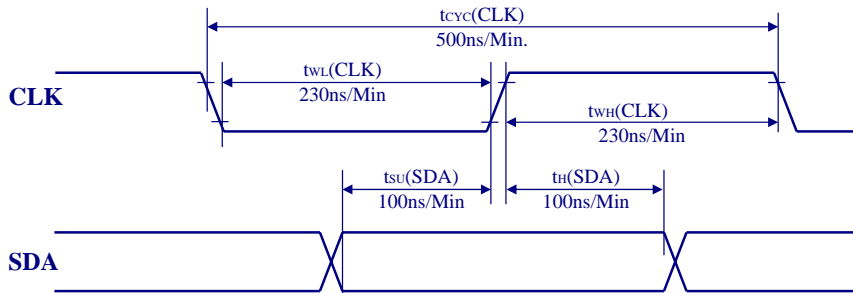 tCYC(CLK)
500ns/Min.
tWL(CLK)
230ns/Min
CLK
tWH(CLK)
230ns/Min
tSU(SDA)
100ns/Min
tH(SDA)
100ns/Min
SDA